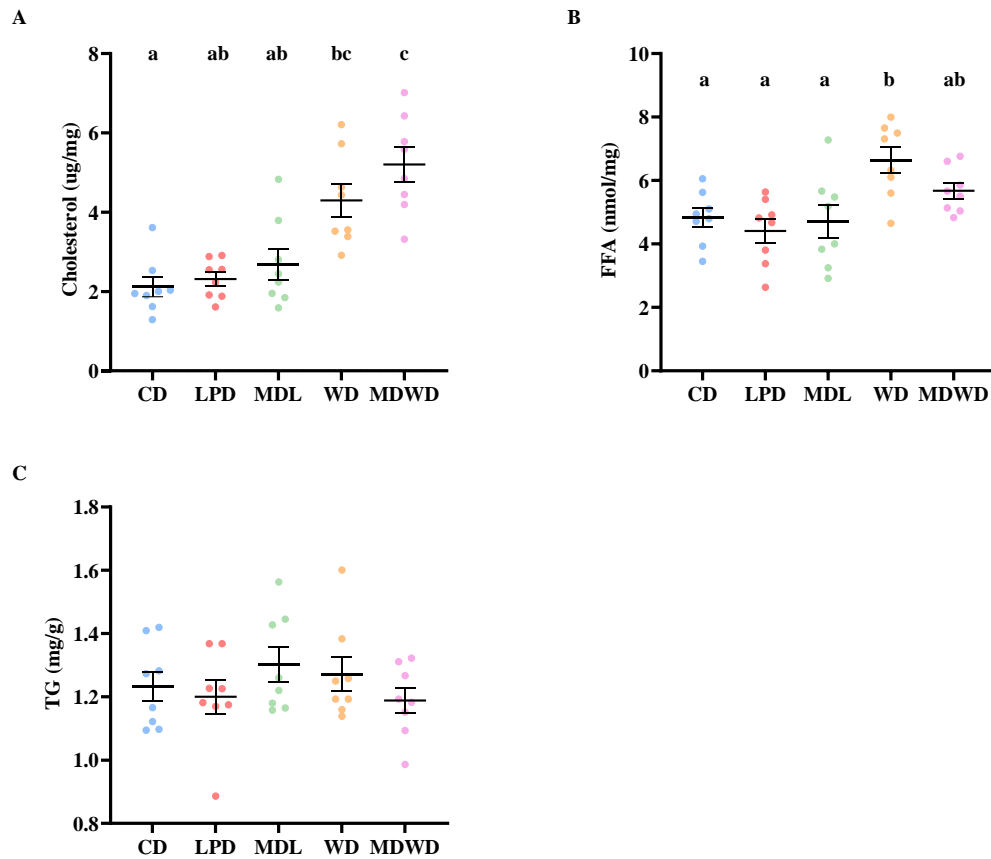 A
Cholesterol (ug/mg)
8
6
4
2
0
a ab ab bc c
CD LPD MDL WD MDWD
B
FFA (nmol/mg)
10
8
6
4
2
0
a a a b ab
CD LPD MDL WD MDWD
C
TG (mg/g)
1.8
1.6
1.4
1.2
1.0
0.8
CD LPD MDL WD MDWD